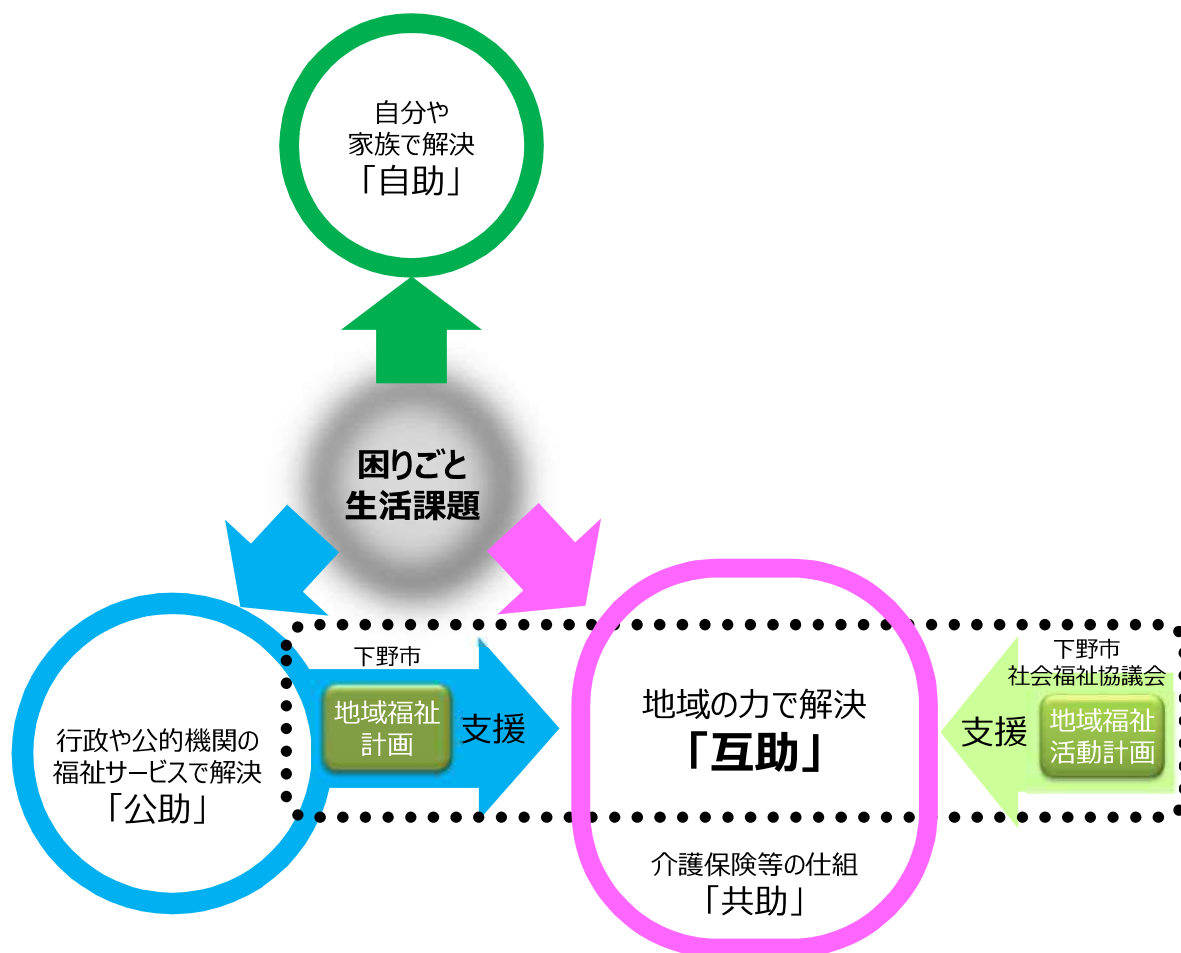 自分や
家族で解決
「自助」
困りごと
生活課題
下野市
地域福祉
計画
支援
行政や公的機関の
福祉サービスで解決
「公助」
地域の力で解決
「互助」
介護保険等の仕組
「共助」
下野市
社会福祉協議会
支援
地域福祉
活動計画